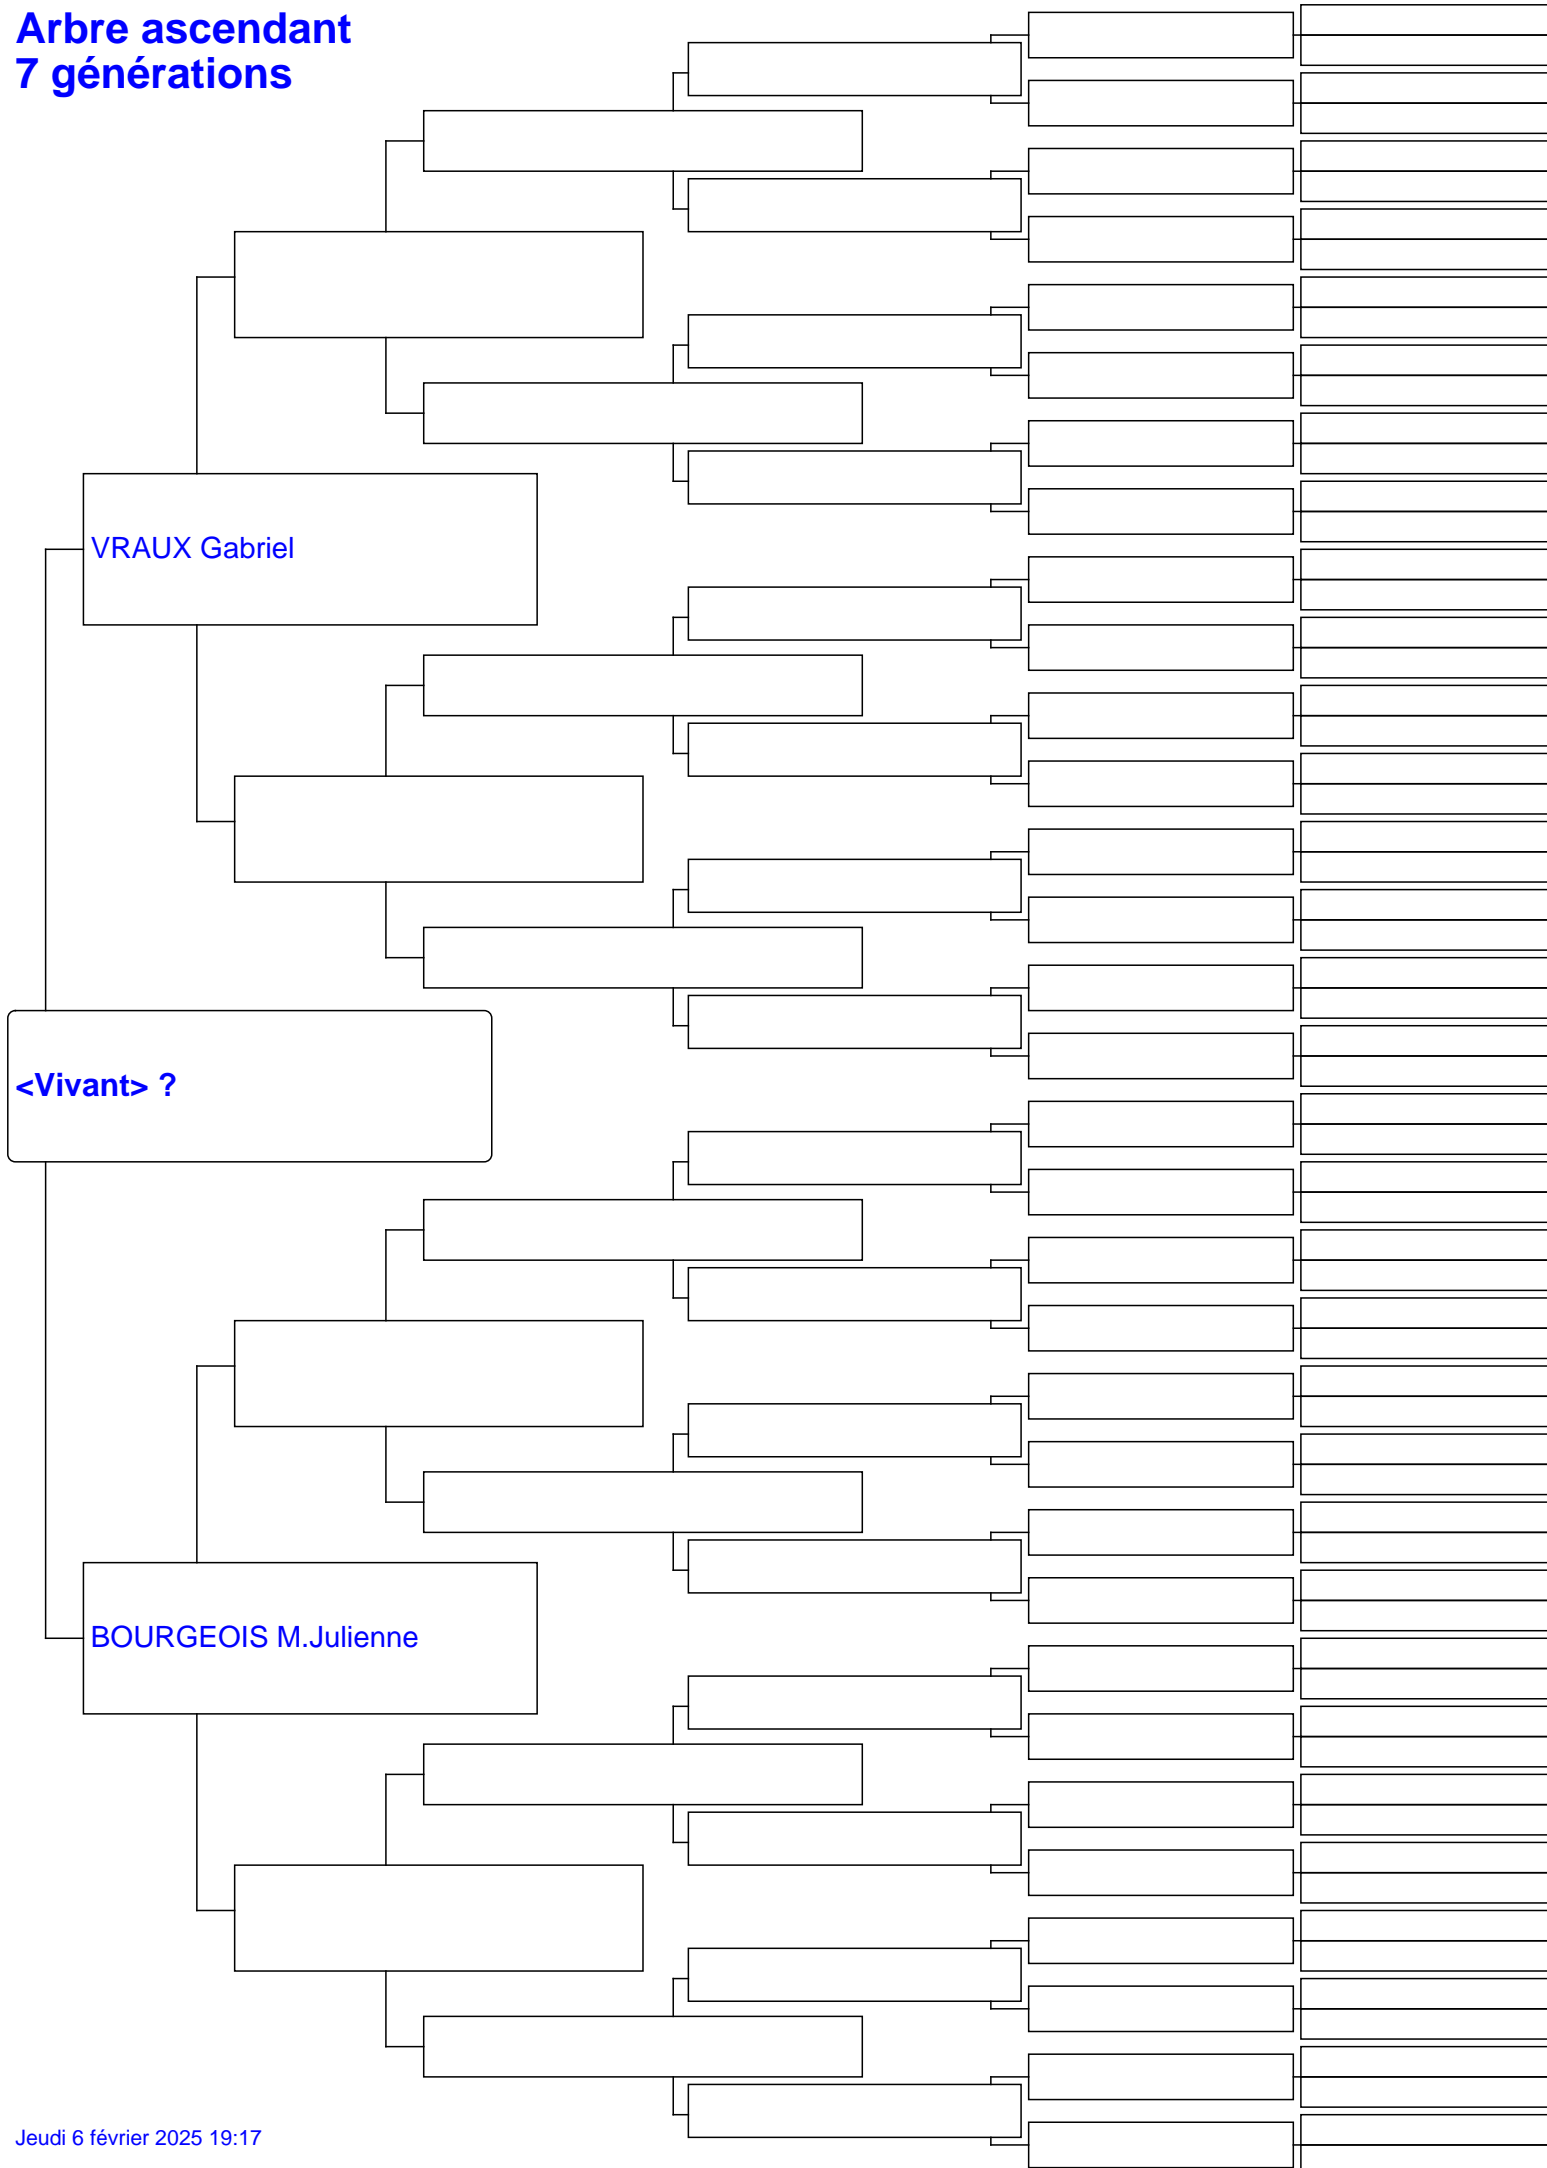 Arbre ascendant
7 générations
VRAUX Gabriel
<Vivant> ?
BOURGEOIS M.Julienne
Jeudi 6 février 2025 19:17